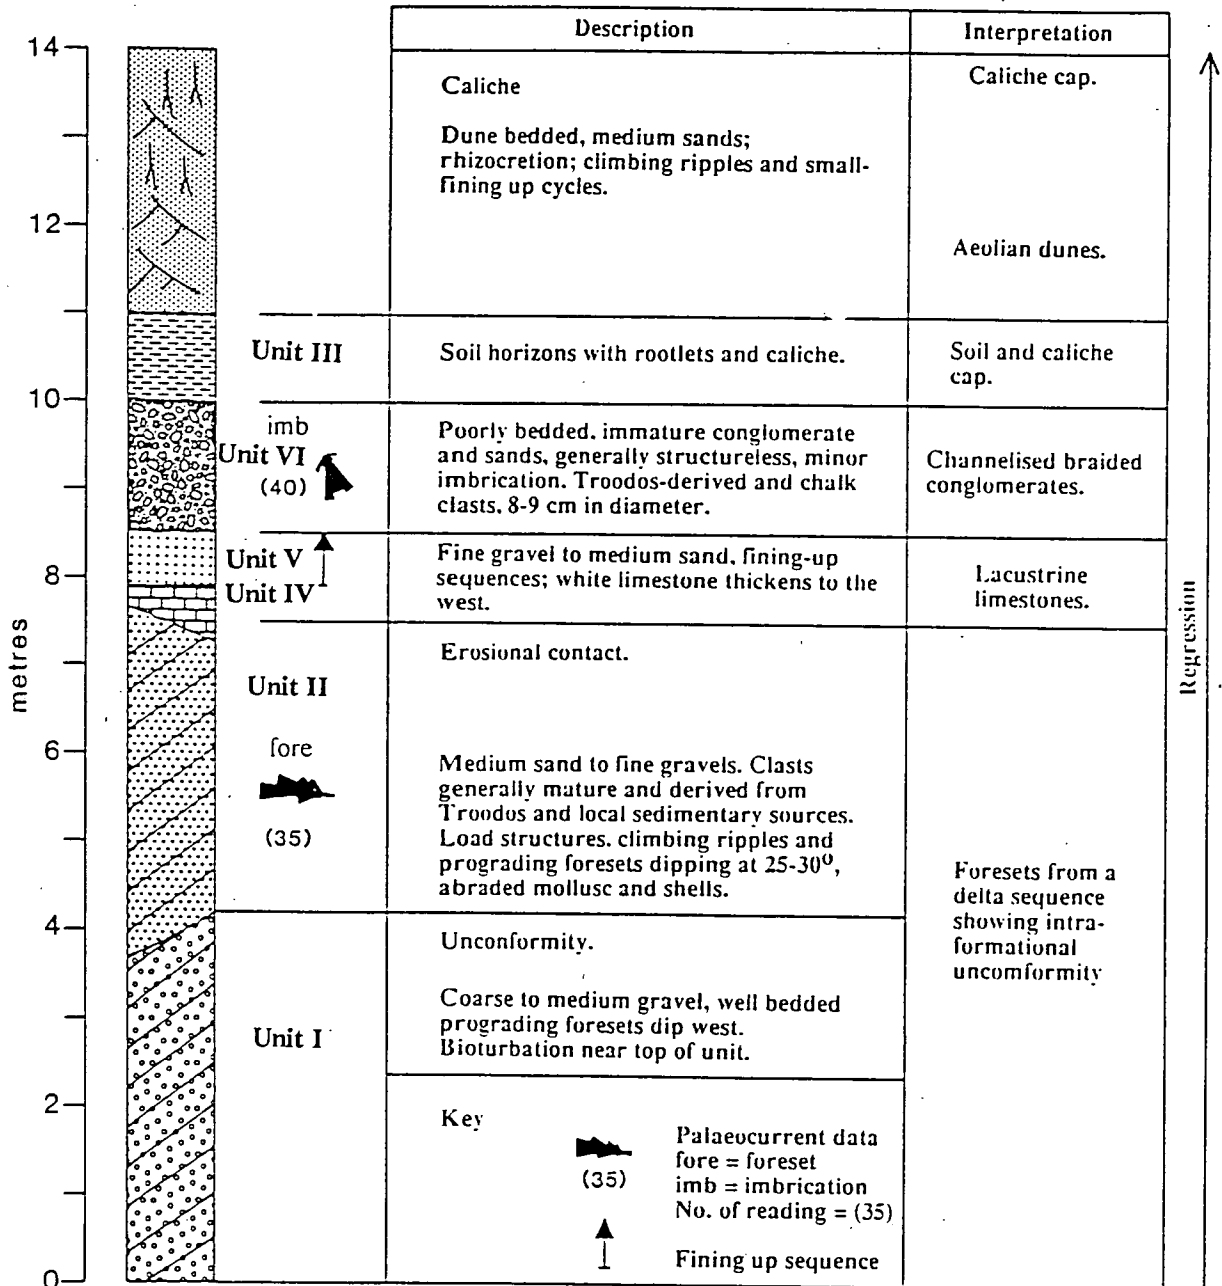 Description
Interpretation
14
12
10
8
6
4
2
0
metres
Caliche
Dune bedded, medium sands;
rhizocretion; climbing ripples and small-
fining up cycles.
Caliche cap.
Aeolian dunes.
Unit III
Soil horizons with rootlets and caliche.
Soil and caliche
cap.
imb
Unit VI
(40)
Poorly bedded. immature conglomerate
and sands, generally structureless, minor
imbrication. Troodos-derived and chalk
clasts, 8-9 cm in diameter.
Channelised braided
conglomerates.
Unit V
Unit IV
Fine gravel to medium sand, fining-up
sequences; white limestone thickens to the
west.
Lacustrine
limestones.
Unit II
fore
(35)
Erosional contact.
Medium sand to fine gravels. Clasts
generally mature and derived from
Troodos and local sedimentary sources.
Load structures. climbing ripples and
prograding foresets dipping at 25-30⁰,
abraded mollusc and shells.
Foresets from a
delta sequence
showing intra-
formational
uncomformity
Unit I
Unconformity.
Coarse to medium gravel, well bedded
prograding foresets dip west.
Bioturbation near top of unit.
Key
(35)
Palaeocurrent data
fore = foreset
imb = imbrication
No. of reading = (35)
Fining up sequence
Regression